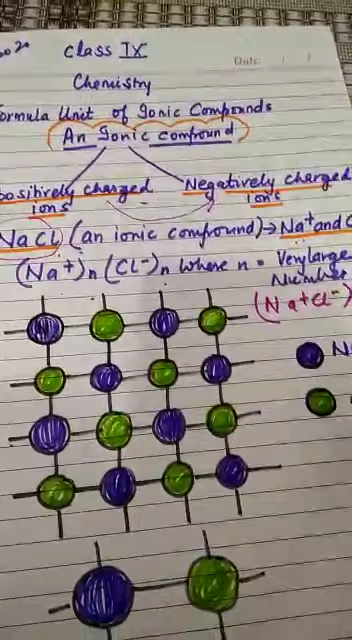 Class IX
Date: / /
Chemistry
ormula Unit of Ionic Compounds
An Ionic compound
positively charged ions
Negatively charged ions
NaCl (an ionic compound) → Na+ and C
(Na+)n (Cl-)n where n = Very large Number
(Na+Cl-)
N